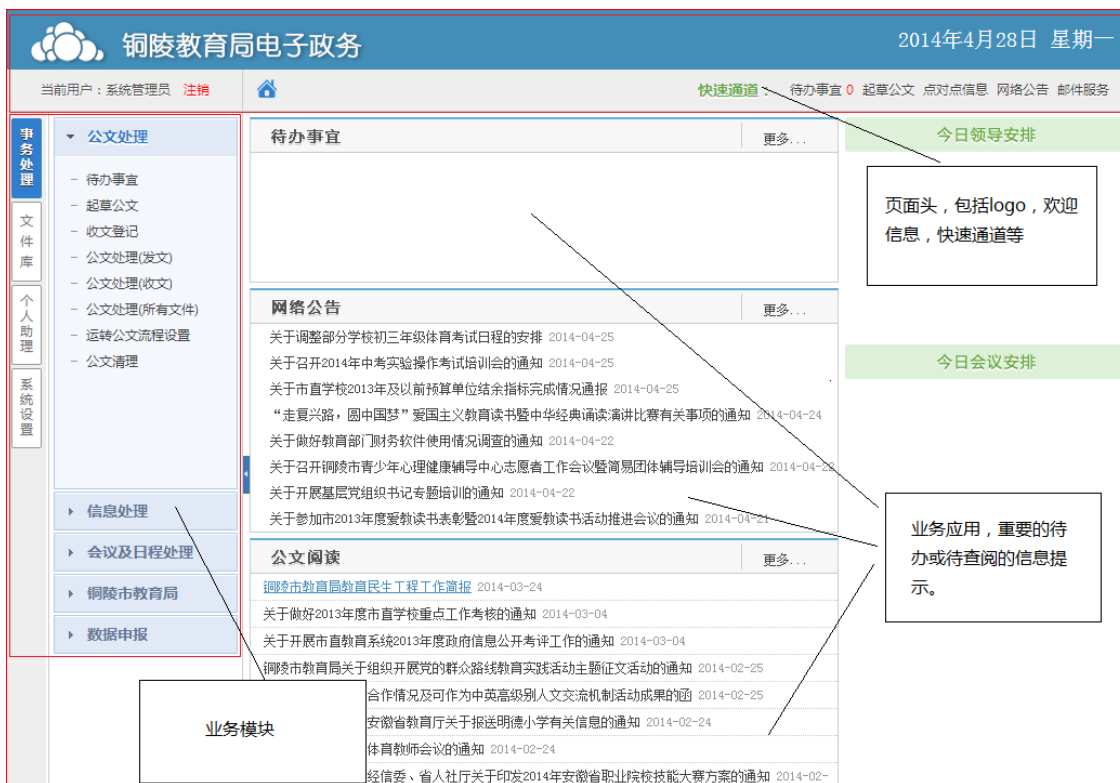 铜陵教育局电子政务
2014年4月28日 星期一
当前用户：系统管理员 注销
快速通道： 待办事宜 0 起草公文 点对点信息 网络公告 邮件服务
事务处理
文件库
个人助理
系统设置
公文处理
- 待办事宜
- 起草公文
- 收文登记
- 公文处理(发文)
- 公文处理(收文)
- 公文处理(所有文件)
- 运转公文流程设置
- 公文清理
信息处理
会议及日程处理
铜陵市教育局
数据申报
待办事宜 更多...
网络公告 更多...
关于调整部分学校初三年级体育考试日程的安排 2014-04-25
关于召开2014年中考实验操作考试培训会的通知 2014-04-25
关于市直学校2013年及以前预算单位结余指标完成情况通报 2014-04-25
“走复兴路，圆中国梦”爱国主义教育读书暨中华经典诵读演讲比赛有关事项的通知 2014-04-24
关于做好教育部门财务软件使用情况调查的通知 2014-04-22
关于召开铜陵市青少年心理健康辅导中心志愿者工作会议暨简易团体辅导培训会的通知 2014-04-22
关于开展基层党组织书记专题培训的通知 2014-04-22
关于参加市2013年度爱教读书表彰暨2014年度爱教读书活动推进会议的通知 2014-04-21
公文阅读 更多...
铜陵市教育局教育民生工程工作简报 2014-03-24
关于做好2013年度市直学校重点工作考核的通知 2014-03-04
关于开展市直教育系统2013年度政府信息公开考评工作的通知 2014-03-04
铜陵市教育局关于组织开展党的群众路线教育实践活动主题征文活动的通知 2014-02-25
合作情况及可作为中英高级别人文交流机制活动成果的函 2014-02-25
安徽省教育厅关于报送明德小学有关信息的通知 2014-02-24
体育教师会议的通知 2014-02-24
经信委、省人社厅关于印发2014年安徽省职业院校技能大赛方案的通知 2014-02-
今日领导安排
今日会议安排
页面头，包括logo，欢迎
信息，快速通道等
业务应用，重要的待
办或待查阅的信息提
示。
业务模块